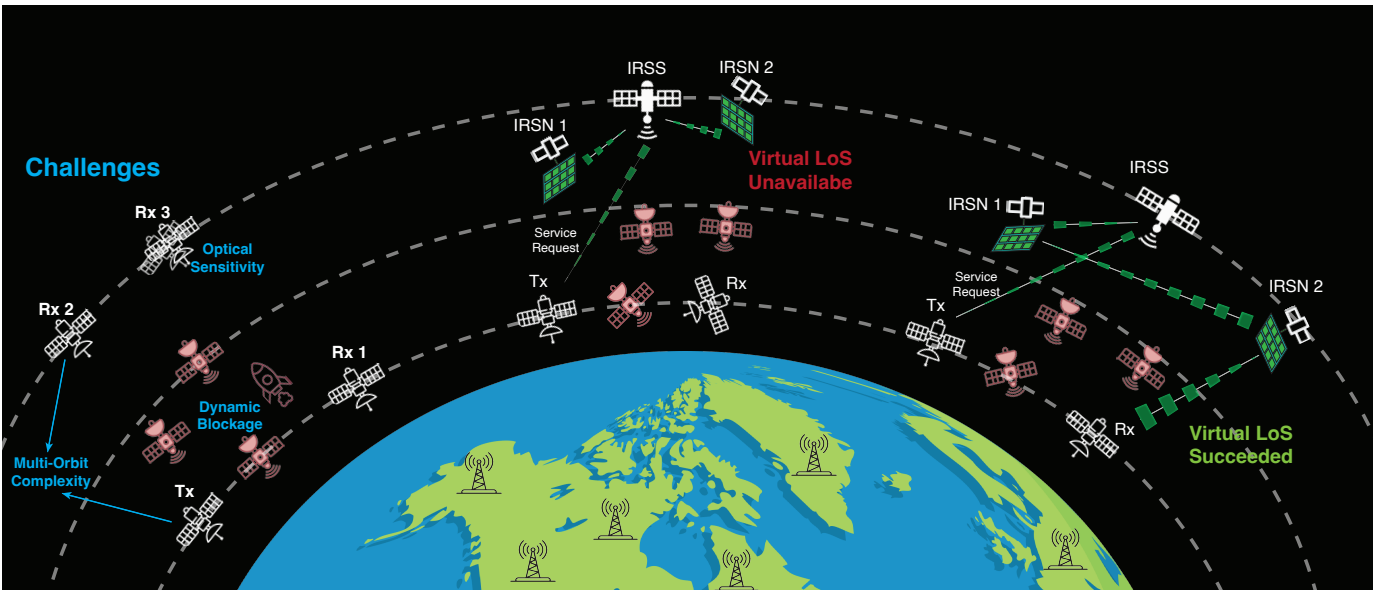 Challenges
Rx 3
Optical
Sensitivity
Rx 2
Rx 1
Dynamic
Blockage
Multi-Orbit
Complexity
Tx
IRSS
IRSN 2
IRSN 1
Virtual LoS
Unavailabe
Service
Request
Tx
Rx
IRSS
IRSN 1
Service
Request
IRSN 2
Tx
Rx
Virtual LoS
Succeeded